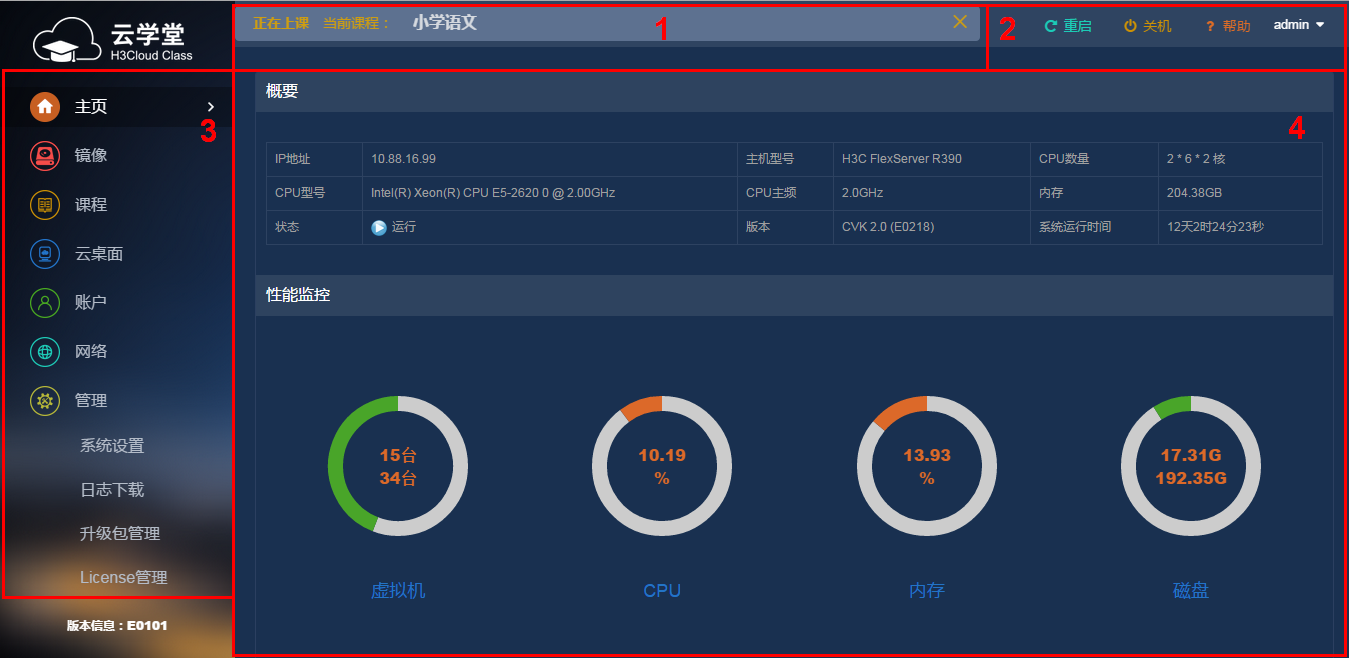 云学堂
H3Cloud Class
正在上课 当前课程： 小学语文
1
2
重启 关机 ? 帮助 admin
主页
3
镜像
课程
云桌面
账户
网络
管理
系统设置
日志下载
升级包管理
License管理
版本信息：E0101
概要
4
IP地址 10.88.16.99 主机型号 H3C FlexServer R390 CPU数量 2 * 6 * 2 核
CPU型号 Intel(R) Xeon(R) CPU E5-2620 0 @ 2.00GHz CPU主频 2.0GHz 内存 204.38GB
状态 运行 版本 CVK 2.0 (E0218) 系统运行时间 12天2时24分23秒
性能监控
15台 10.19 13.93 17.31G
34台 % % 192.35G
虚拟机 CPU 内存 磁盘